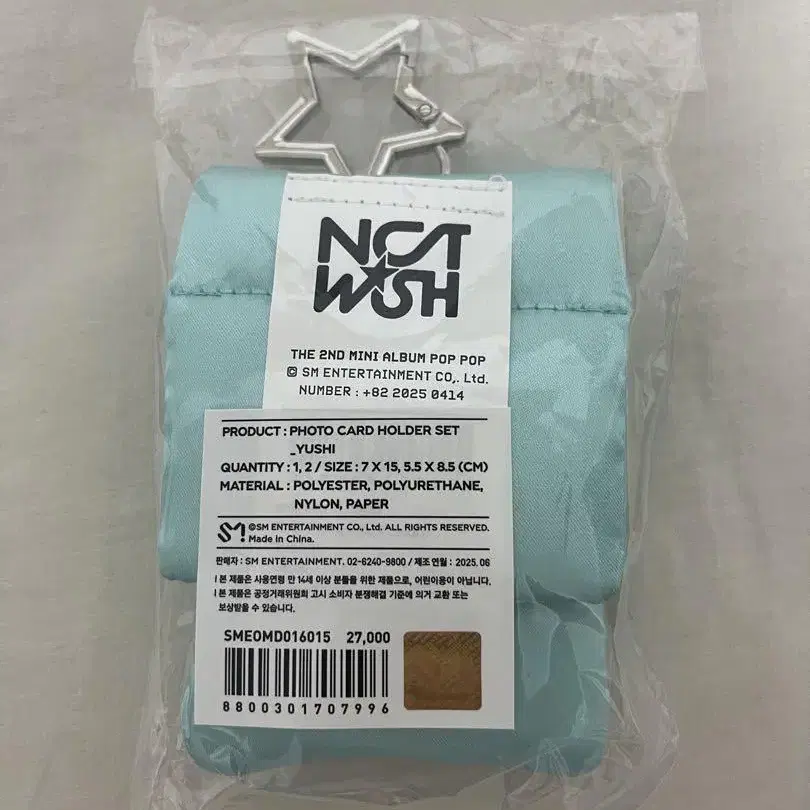 NCT
WISH
THE 2ND MINI ALBUM POP POP
© SM ENTERTAINMENT CO,. Ltd.
NUMBER : +82 2025 0414
PRODUCT : PHOTO CARD HOLDER SET
_YUSHI
QUANTITY : 1, 2 / SIZE : 7 X 15, 5.5 X 8.5 (CM)
MATERIAL : POLYESTER, POLYURETHANE,
NYLON, PAPER
SM ©SM ENTERTAINMENT CO., Ltd. ALL RIGHTS RESERVED.
Made in China.
판매자 : SM ENTERTAINMENT. 02-6240-9800 / 제조 연월 : 2025. 06
본 제품은 사용연령 만 14세 이상 분들을 위한 제품으로, 어린이용이 아닙니다.
본 제품은 공정거래위원회 고시 소비자 분쟁해결 기준에 의거 교환 또는
보상받을 수 있습니다.
SMEOMD016015 27,000
8800301707996